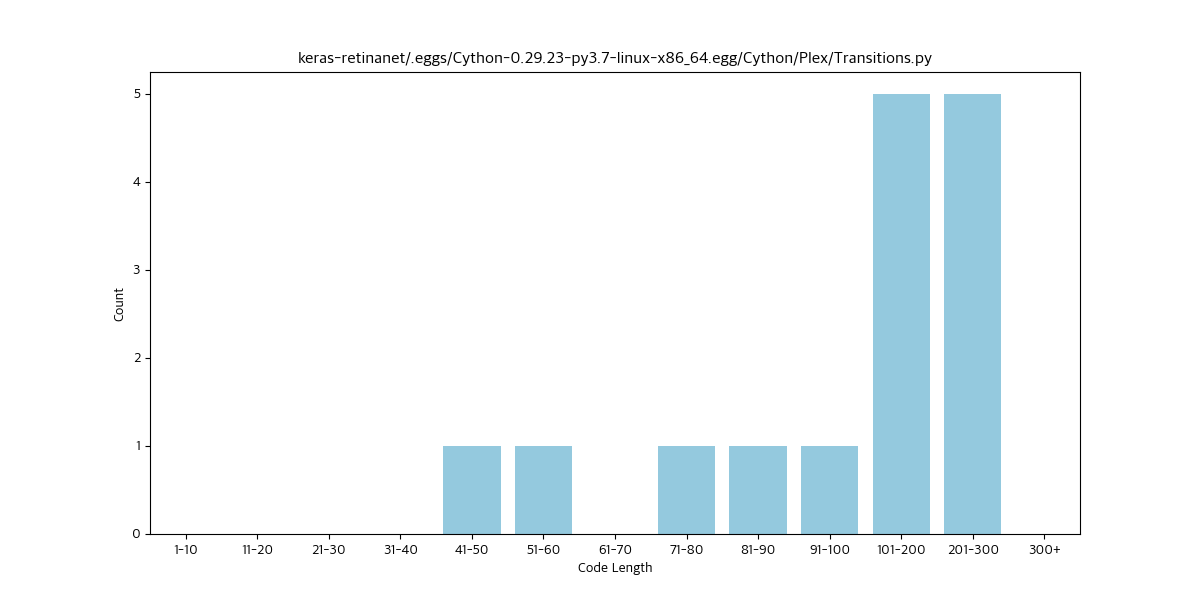 keras-retinanet/.eggs/Cython-0.29.23-py3.7-linux-x86_64.egg/Cython/Plex/Transitions.py
5
4
3
2
1
0
Count
1-10 11-20 21-30 31-40 41-50 51-60 61-70 71-80 81-90 91-100 101-200 201-300 300+
Code Length